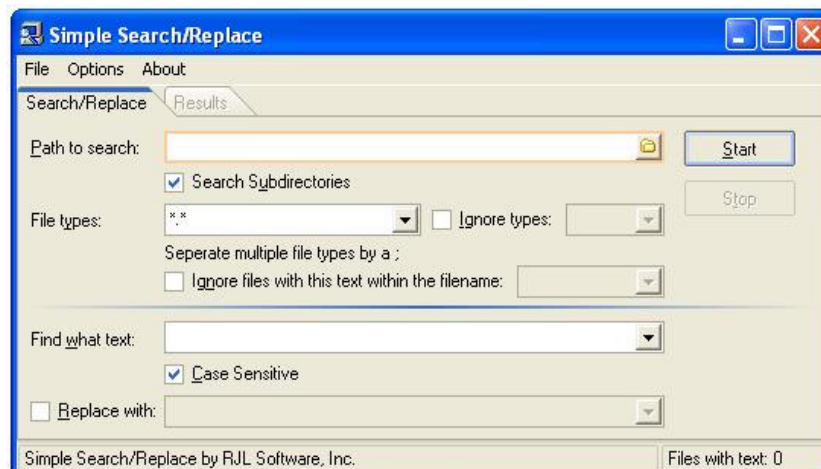 Simple Search/Replace
File Options About
Search/Replace Results
Path to search:
Start
Search Subdirectories
Stop
File types: *.* Ignore types:
Seperate multiple file types by a ;
Ignore files with this text within the filename:
Find what text:
Case Sensitive
Replace with:
Simple Search/Replace by RJL Software, Inc. Files with text: 0